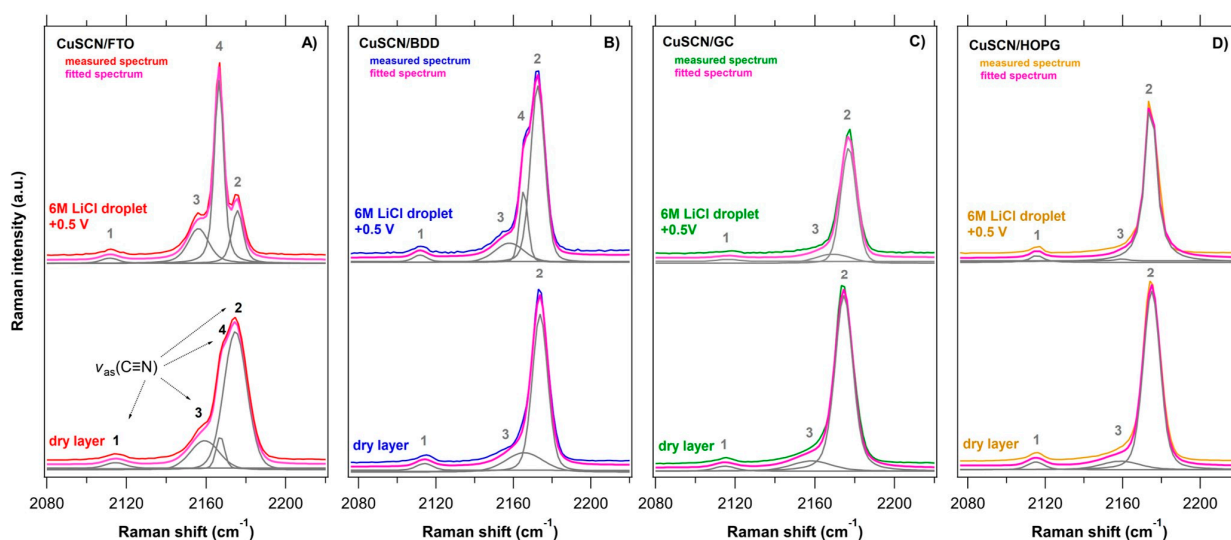 Raman intensity (a.u.)
CuSCN/FTO
A)
measured spectrum
fitted spectrum
4
3
2
1
6M LiCl droplet
+0.5 V
2
4
νas(C≡N)
3
1
dry layer
2080
2120
2160
2200
Raman shift (cm-1)
CuSCN/BDD
B)
measured spectrum
fitted spectrum
2
4
3
1
6M LiCl droplet
+0.5 V
2
3
1
dry layer
2080
2120
2160
2200
Raman shift (cm-1)
CuSCN/GC
C)
measured spectrum
fitted spectrum
2
3
1
6M LiCl droplet
+0.5V
2
3
1
dry layer
2080
2120
2160
2200
Raman shift (cm-1)
CuSCN/HOPG
D)
measured spectrum
fitted spectrum
2
3
1
6M LiCl droplet
+0.5 V
2
3
1
dry layer
2080
2120
2160
2200
Raman shift (cm-1)